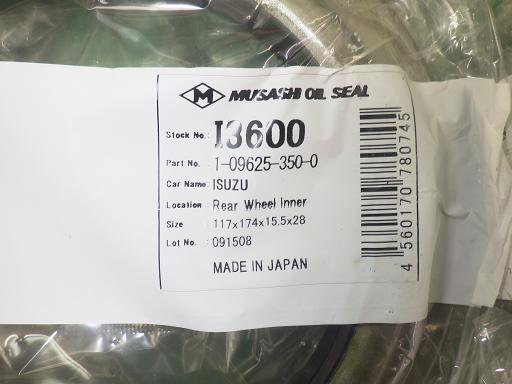 M MUSASHI OIL SEAL
Stock No. : I3600
Part No. : 1-09625-350-0
Car Name : ISUZU
Location : Rear Wheel Inner
Size : 117x174x15.5x28
Lot No. : 091508
MADE IN JAPAN
4 560170 780745